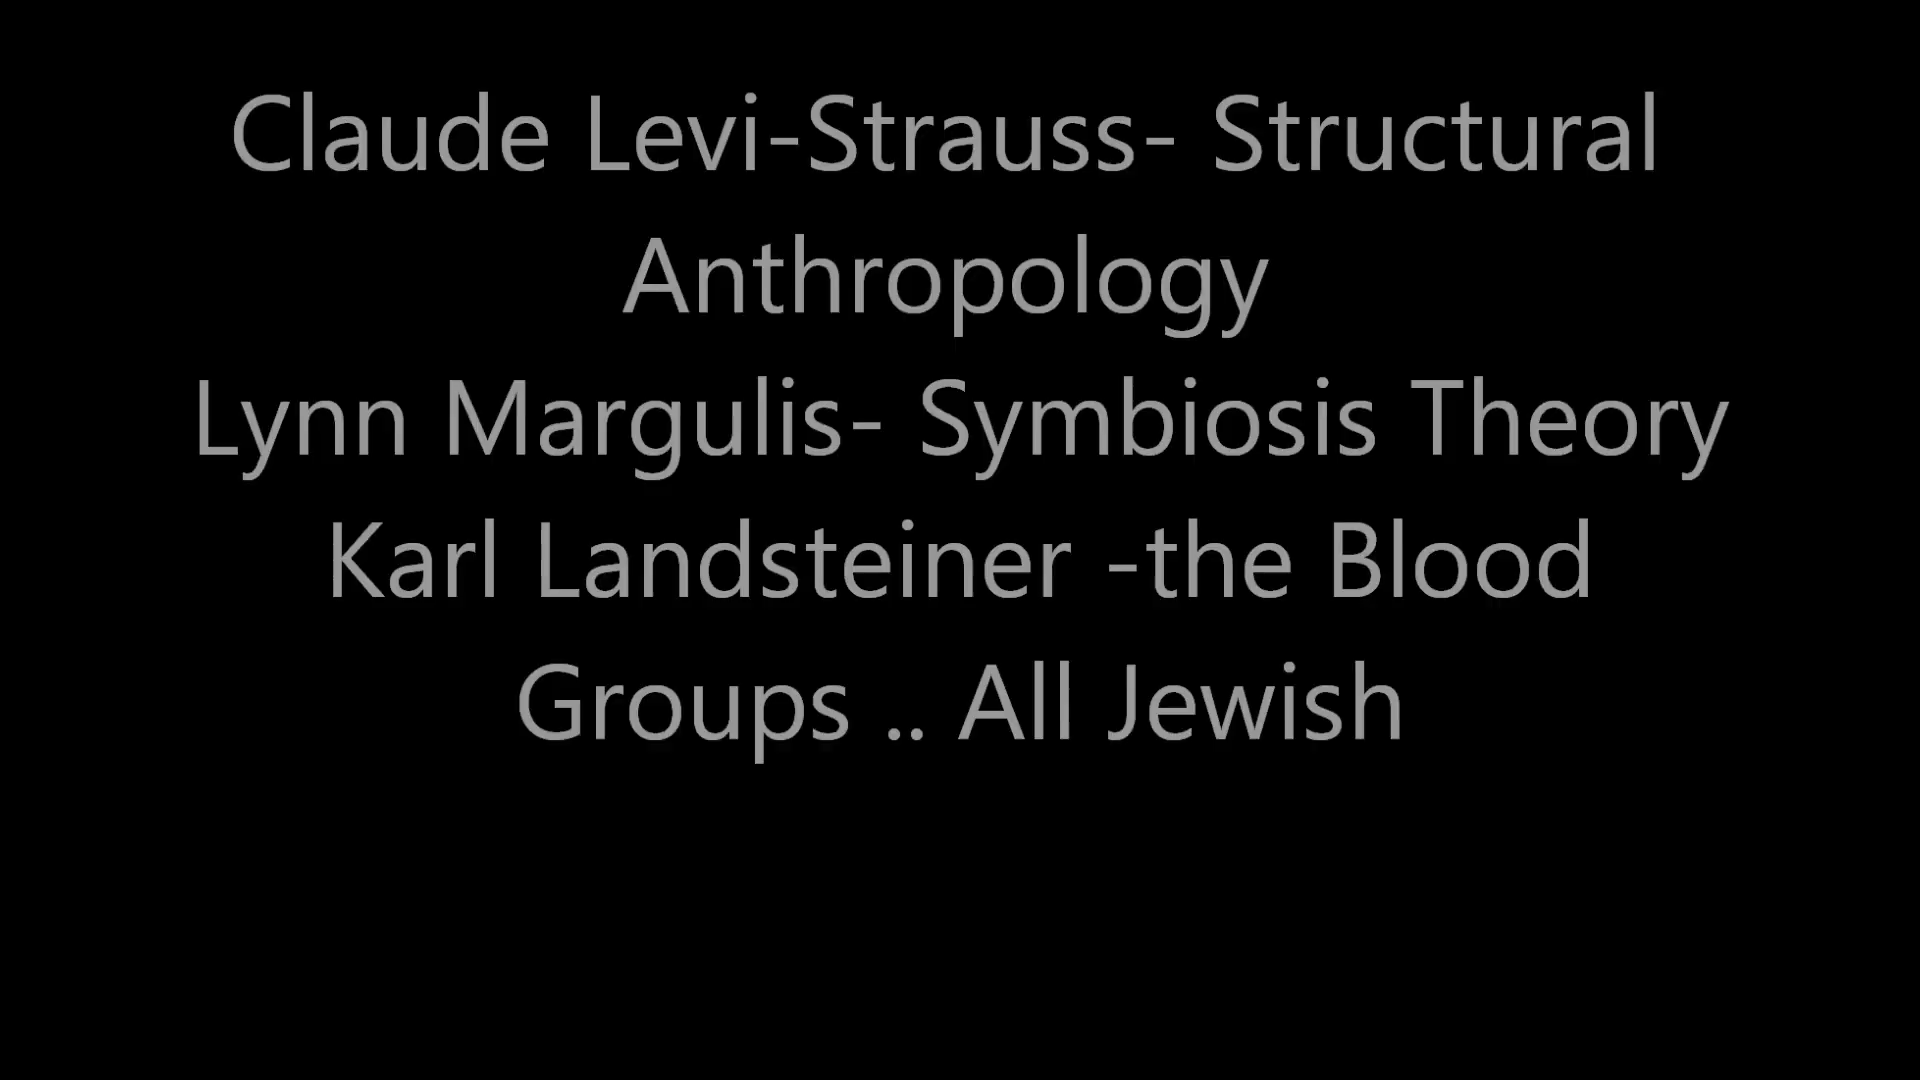 Claude Levi-Strauss- Structural
Anthropology
Lynn Margulis- Symbiosis Theory
Karl Landsteiner -the Blood
Groups .. All Jewish